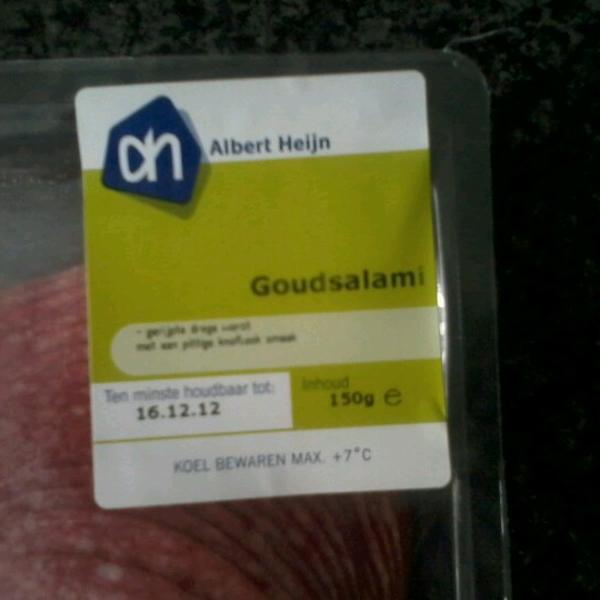 ah Albert Heijn
Goudsalami
- gerijpte droge worst
met een pittige knoflook smaak
Ten minste houdbaar tot:
16.12.12
Inhoud
150g e
KOEL BEWAREN MAX. +7°C